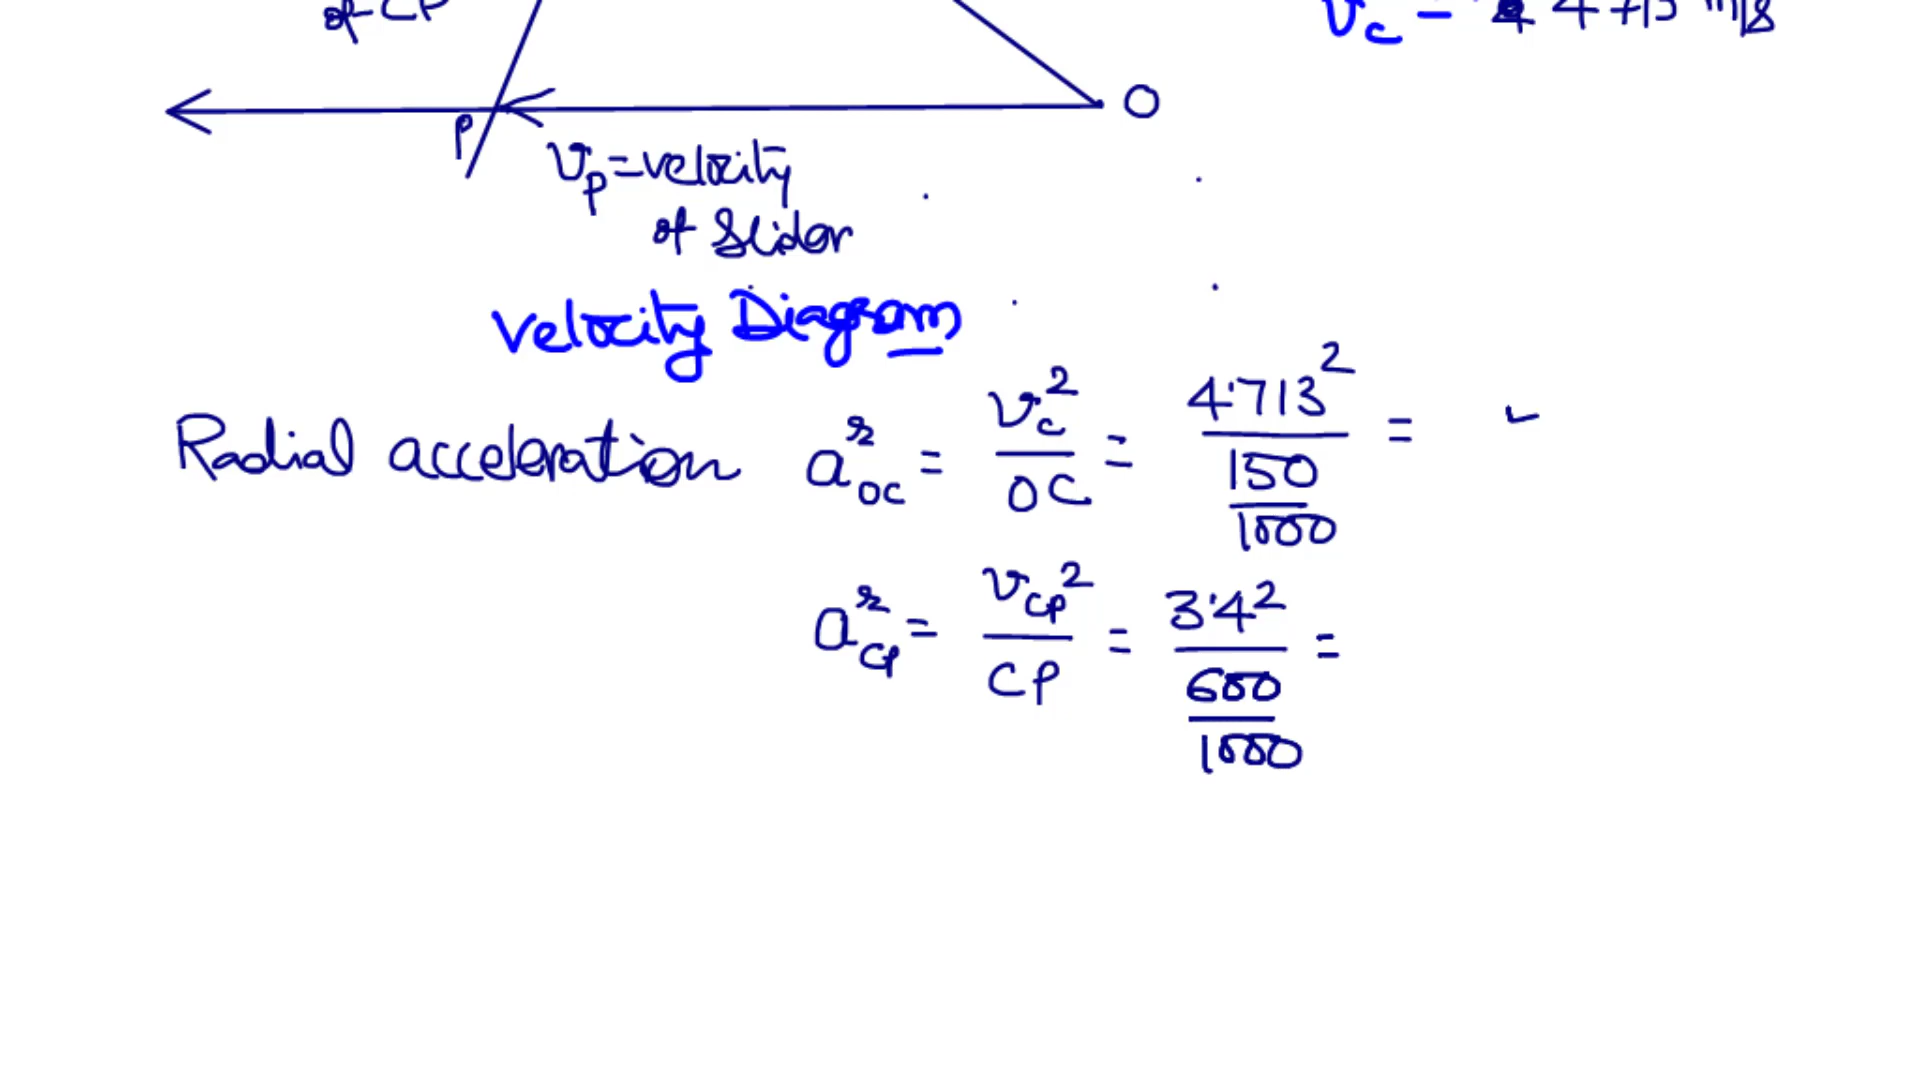 of CP
V_c = 4.713 m/s
O
P
V_p = velocity
of Slider
Velocity Diagram
Radial acceleration a^r_oc = V_c^2 / OC = 4.713^2 / (150/1000) =
a^r_cp = V_cp^2 / CP = 3.4^2 / (600/1000) =